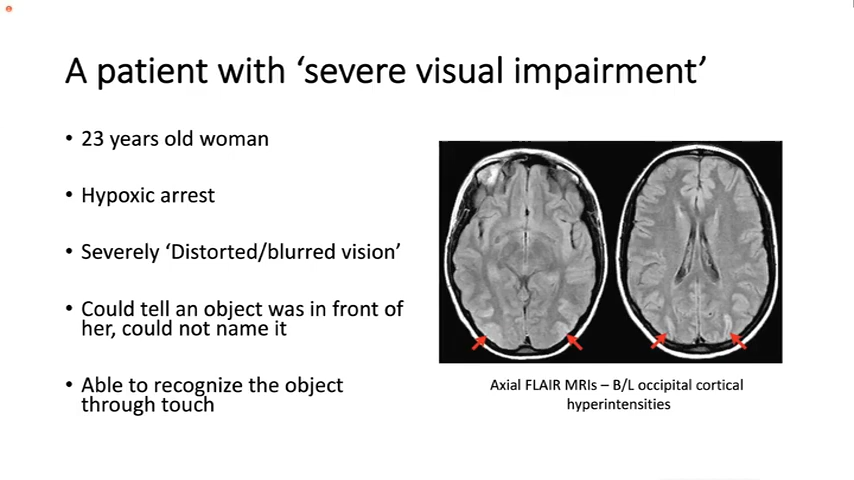 A patient with ‘severe visual impairment’
• 23 years old woman
• Hypoxic arrest
• Severely ‘Distorted/blurred vision’
• Could tell an object was in front of
her, could not name it
• Able to recognize the object
through touch
Axial FLAIR MRIs – B/L occipital cortical
hyperintensities